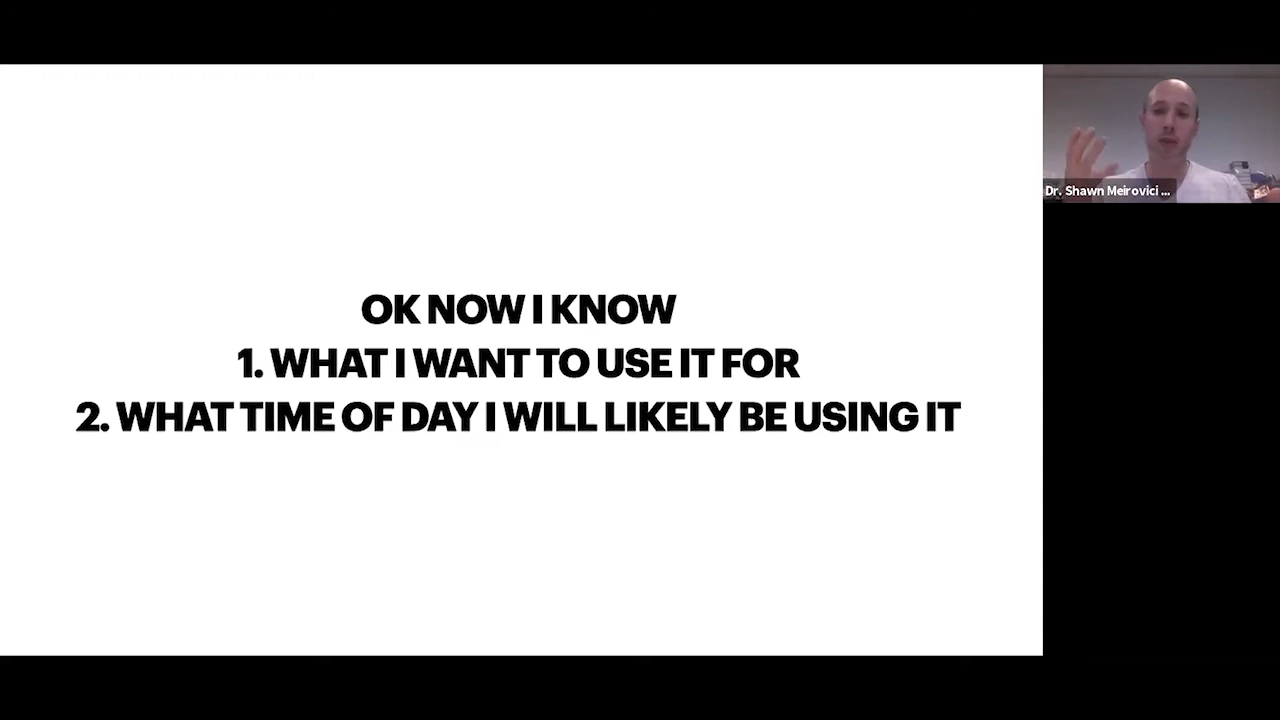 OK NOW I KNOW
1. WHAT I WANT TO USE IT FOR
2. WHAT TIME OF DAY I WILL LIKELY BE USING IT
Dr. Shawn Meirovici ...